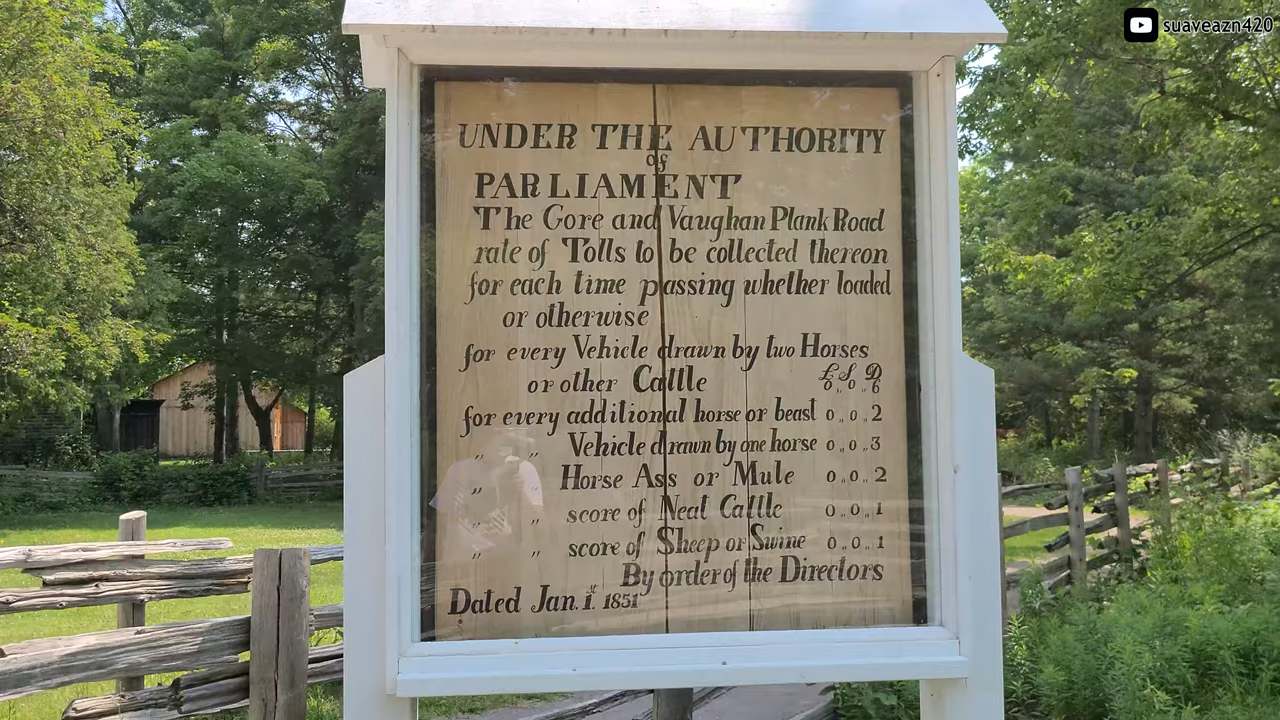 suaveazn420
UNDER THE AUTHORITY
of
PARLIAMENT
The Gore and Vaughan Plank Road
rate of Tolls to be collected thereon
for each time passing whether loaded
or otherwise
for every Vehicle drawn by two Horses
or other Cattle £ S D
0 „ 0 „ 6
for every additional horse or beast 0 „ 0 „ 2
„ „ Vehicle drawn by one horse 0 „ 0 „ 3
„ „ Horse Ass or Mule 0 „ 0 „ 2
„ „ score of Neat Cattle 0 „ 0 „ 1
„ „ score of Sheep or Swine 0 „ 0 „ 1
By order of the Directors
Dated Jan. 1st 1851